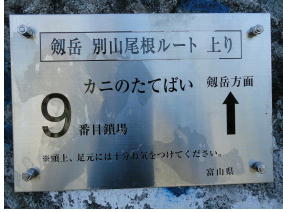 剱岳 別山尾根ルート 上り
カニのたてばい 剱岳方面
9 番目鎖場
※頭上、足元には十分お気をつけてください。
富山県